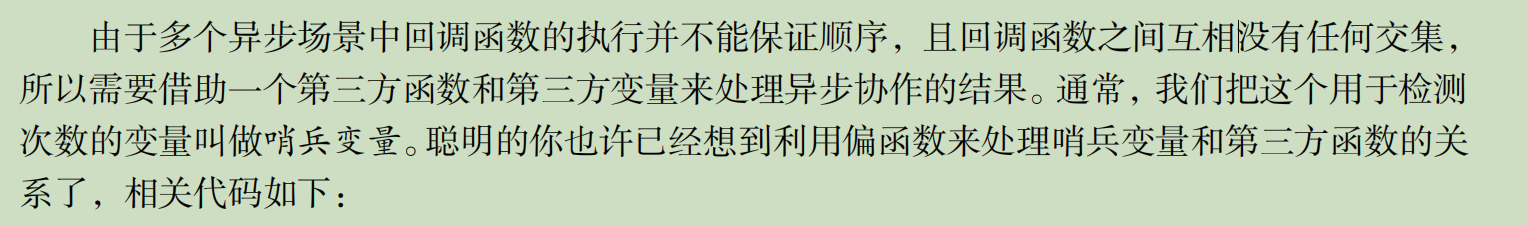 由于多个异步场景中回调函数的执行并不能保证顺序，且回调函数之间互相没有任何交集，
所以需要借助一个第三方函数和第三方变量来处理异步协作的结果。通常，我们把这个用于检测
次数的变量叫做哨兵变量。聪明的你也许已经想到利用偏函数来处理哨兵变量和第三方函数的关
系了，相关代码如下：